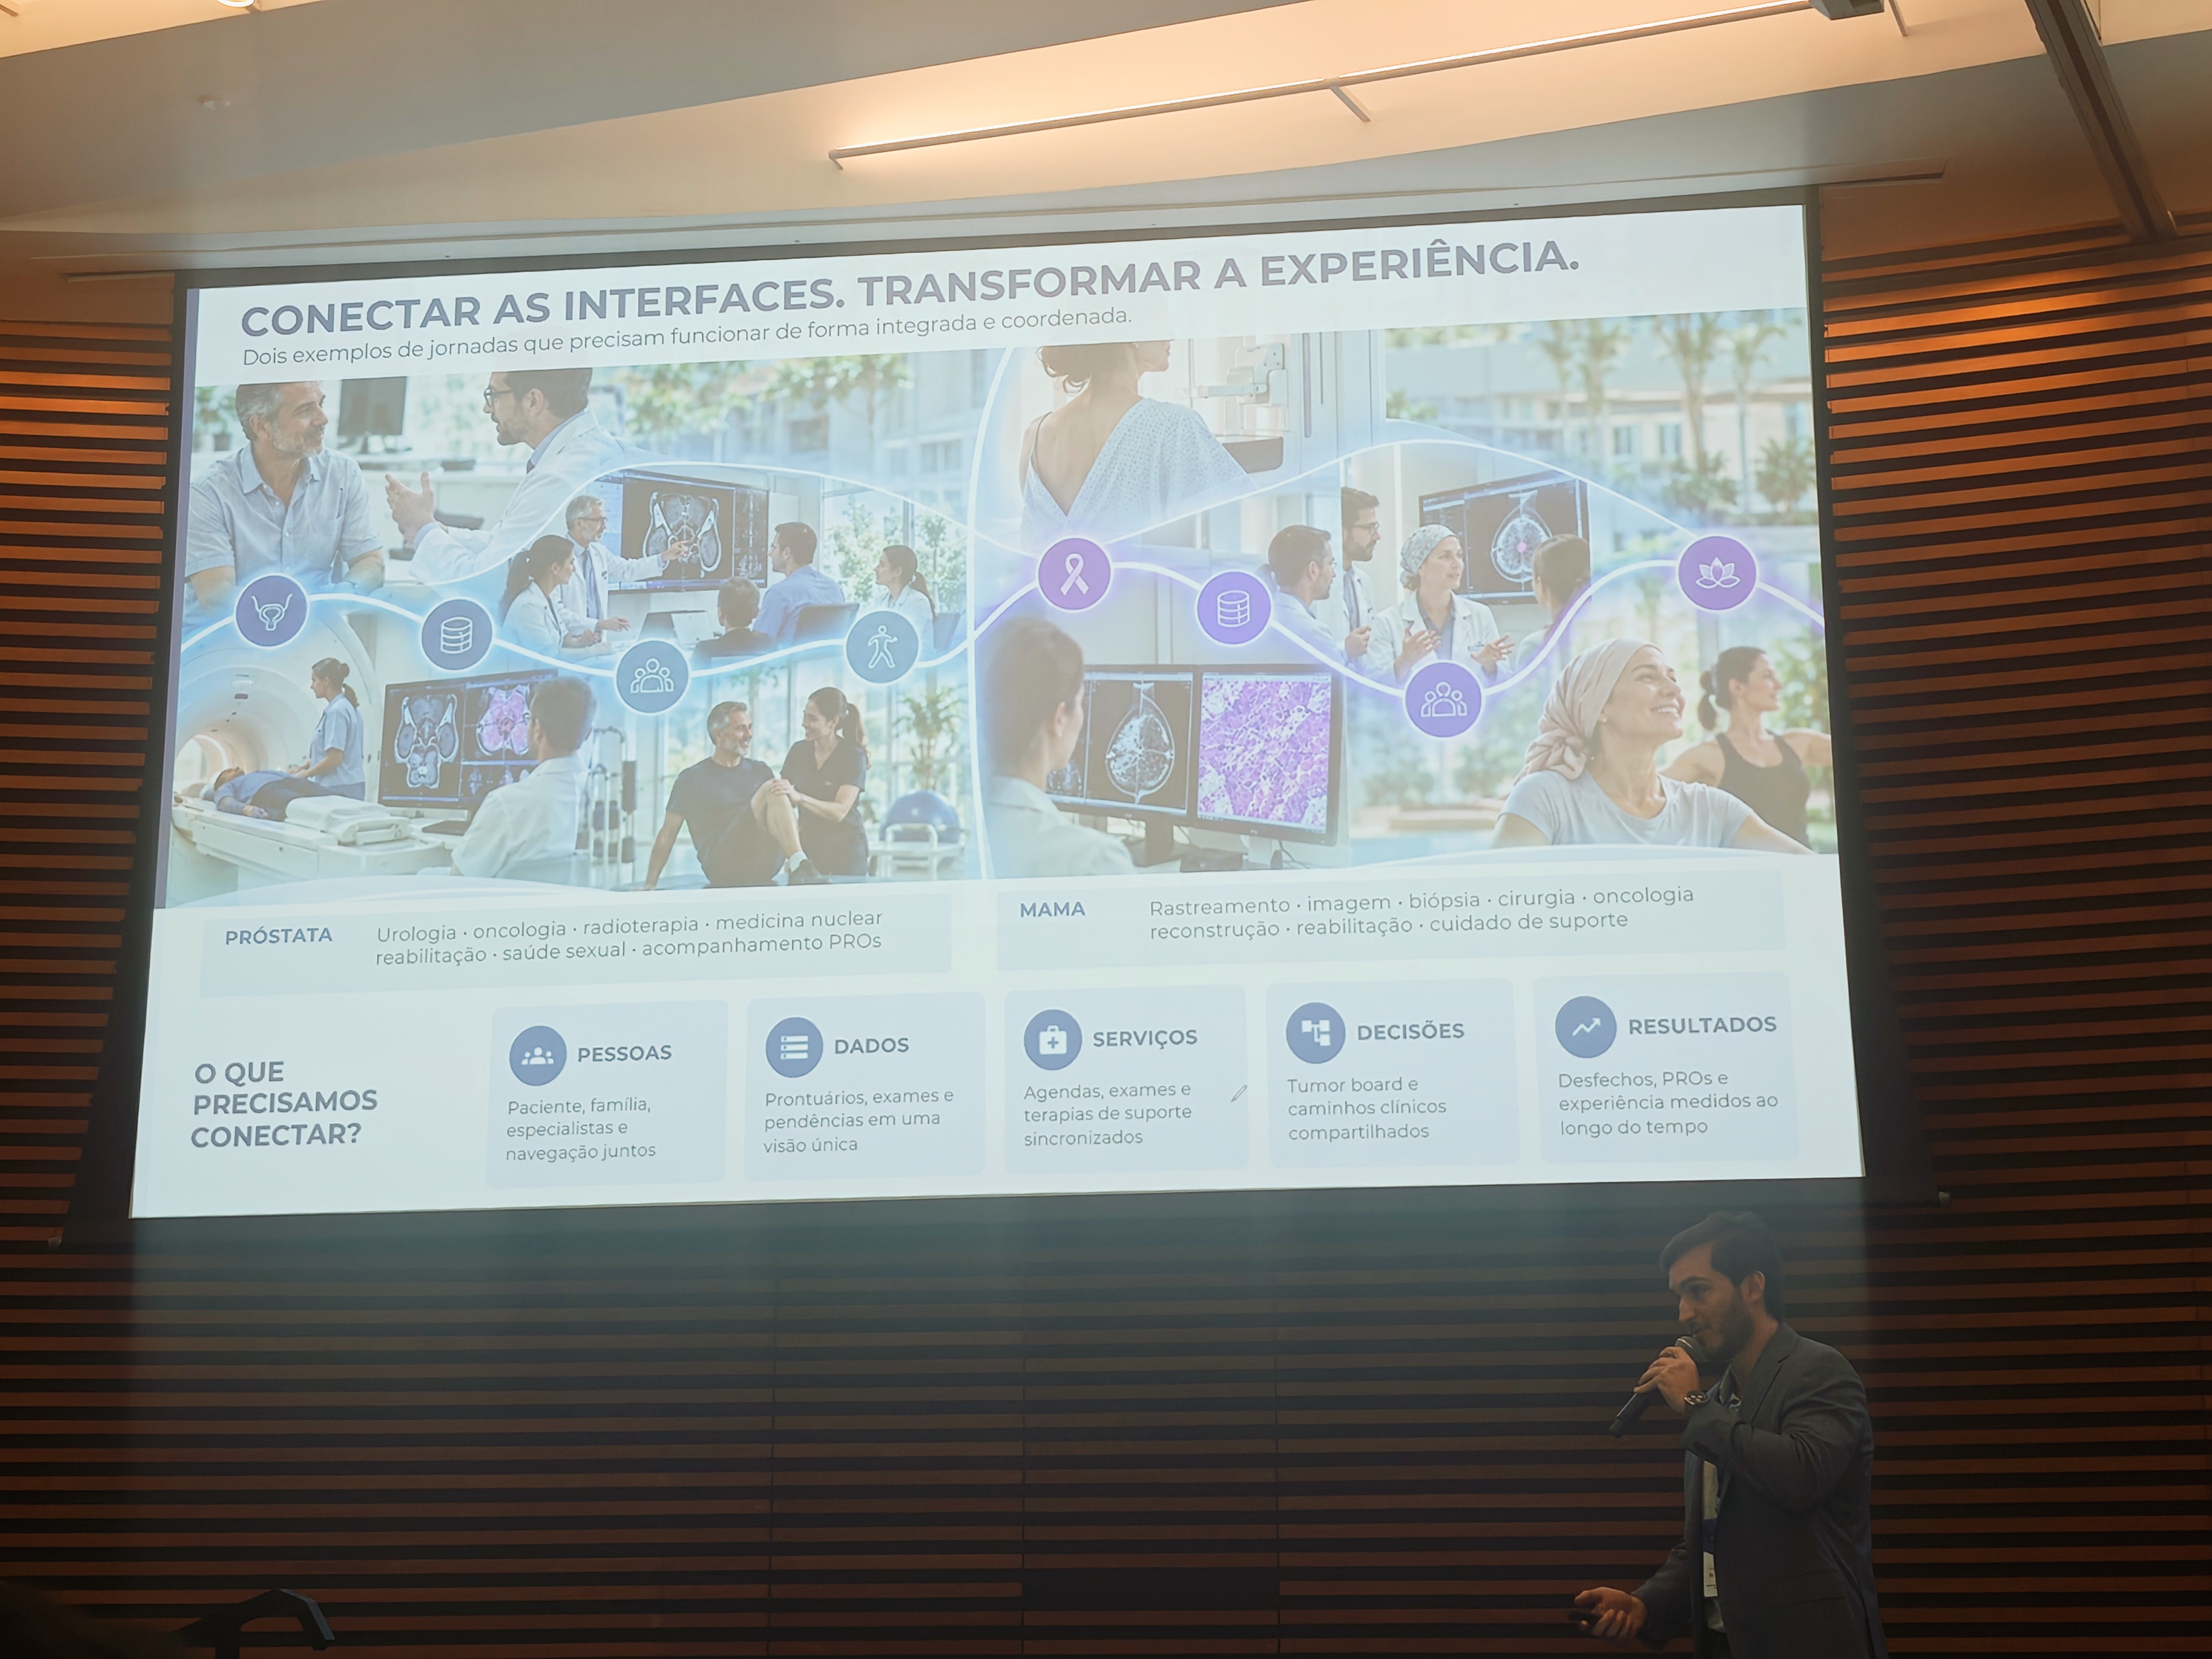 CONECTAR AS INTERFACES. TRANSFORMAR A EXPERIÊNCIA.
Dois exemplos de jornadas que precisam funcionar de forma integrada e coordenada.
PRÓSTATA
Urologia · oncologia · radioterapia · medicina nuclear
reabilitação · saúde sexual · acompanhamento PROs
MAMA
Rastreamento · imagem · biópsia · cirurgia · oncologia
reconstrução · reabilitação · cuidado de suporte
O QUE
PRECISAMOS
CONECTAR?
PESSOAS
Paciente, família,
especialistas e
navegação juntos
DADOS
Prontuários, exames e
pendências em uma
visão única
SERVIÇOS
Agendas, exames e
terapias de suporte
sincronizados
DECISÕES
Tumor board e
caminhos clínicos
compartilhados
RESULTADOS
Desfechos, PROs e
experiência medidos ao
longo do tempo